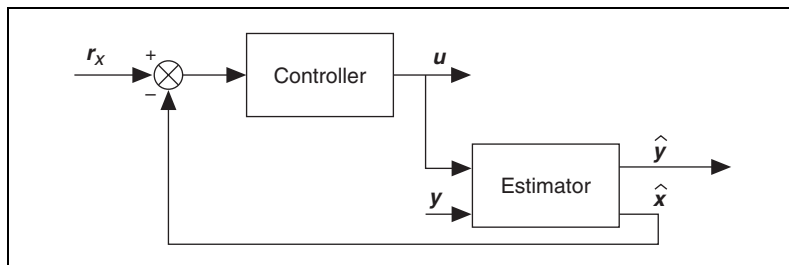 r_x
+
−
Controller
u
Estimator
y
ŷ
x̂